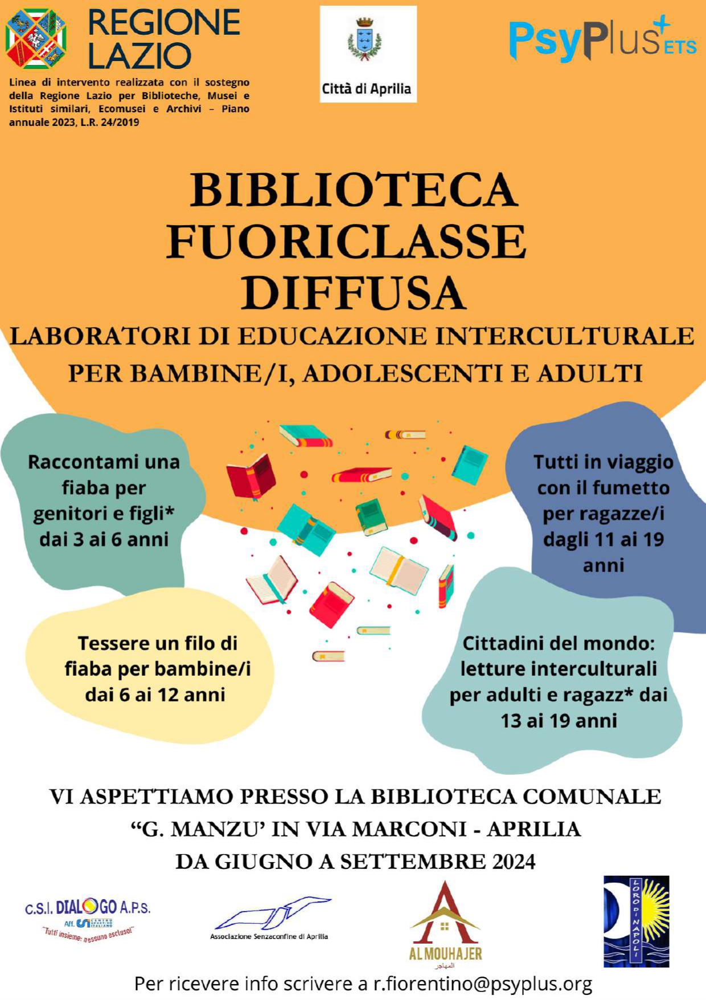 REGIONE
LAZIO
Linea di intervento realizzata con il sostegno
della Regione Lazio per Biblioteche, Musei e
Istituti similari, Ecomusei e Archivi – Piano
annuale 2023, L.R. 24/2019
Città di Aprilia
PsyPlus+ ETS
BIBLIOTECA
FUORICLASSE
DIFFUSA
LABORATORI DI EDUCAZIONE INTERCULTURALE
PER BAMBINE/I, ADOLESCENTI E ADULTI
Raccontami una
fiaba per
genitori e figli*
dai 3 ai 6 anni
Tutti in viaggio
con il fumetto
per ragazze/i
dagli 11 ai 19
anni
Tessere un filo di
fiaba per bambine/i
dai 6 ai 12 anni
Cittadini del mondo:
letture interculturali
per adulti e ragazz* dai
13 ai 19 anni
VI ASPETTIAMO PRESSO LA BIBLIOTECA COMUNALE
“G. MANZU’ IN VIA MARCONI - APRILIA
DA GIUGNO A SETTEMBRE 2024
C.S.I. DIALOGO A.P.S.
Aff. CSI CENTRO
SPORTIVO
ITALIANO
"Tutti insieme: nessuno escluso!"
Associazione Senzaconfine di Aprilia
AL MOUHAJER
المهاجر
LORO DI NAPOLI
Per ricevere info scrivere a r.fiorentino@psyplus.org